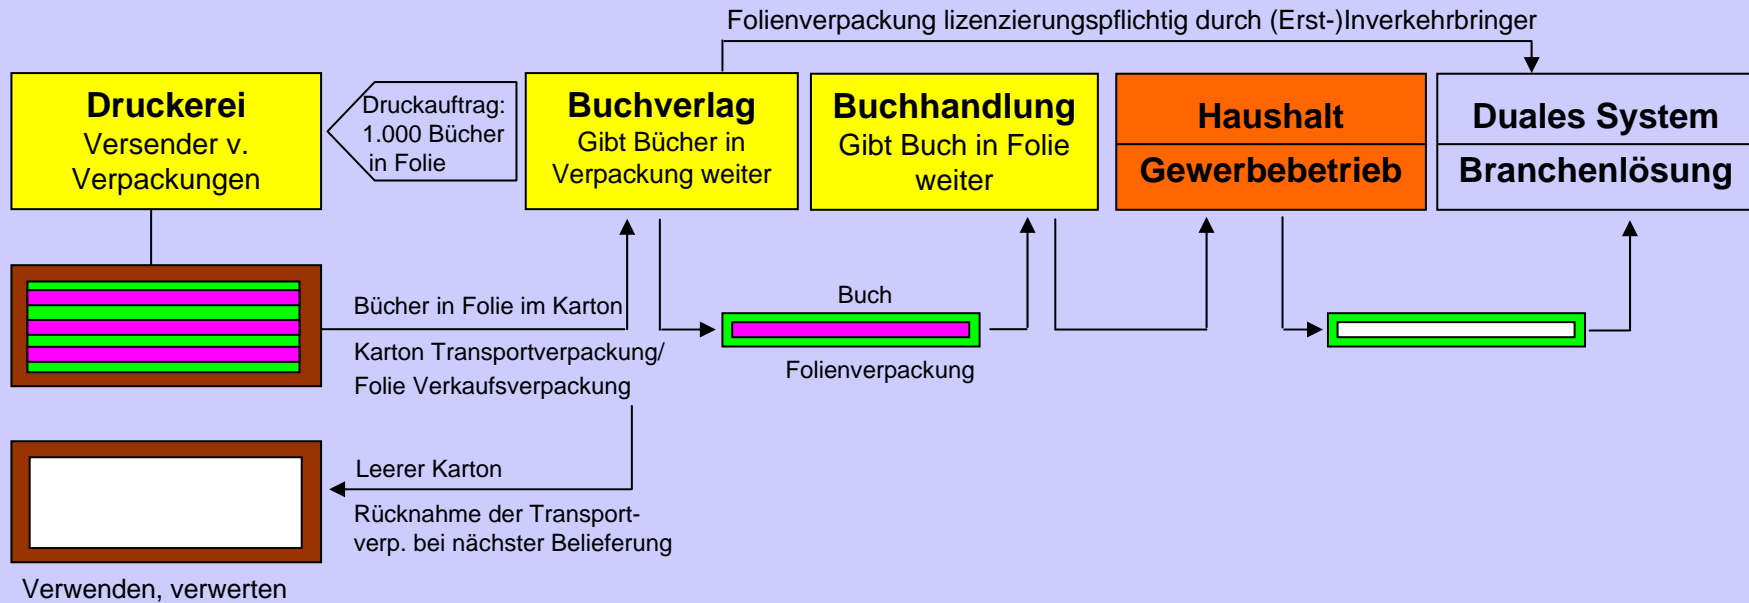 Folienverpackung lizenzierungspflichtig durch (Erst-)Inverkehrbringer
Druckerei
Versender v.
Verpackungen
Druckauftrag:
1.000 Bücher
in Folie
Buchverlag
Gibt Bücher in
Verpackung weiter
Buchhandlung
Gibt Buch in Folie
weiter
Haushalt
Gewerbebetrieb
Duales System
Branchenlösung
Bücher in Folie im Karton
Karton Transportverpackung/
Folie Verkaufsverpackung
Buch
Folienverpackung
Leerer Karton
Rücknahme der Transport-
verp. bei nächster Belieferung
Verwenden, verwerten